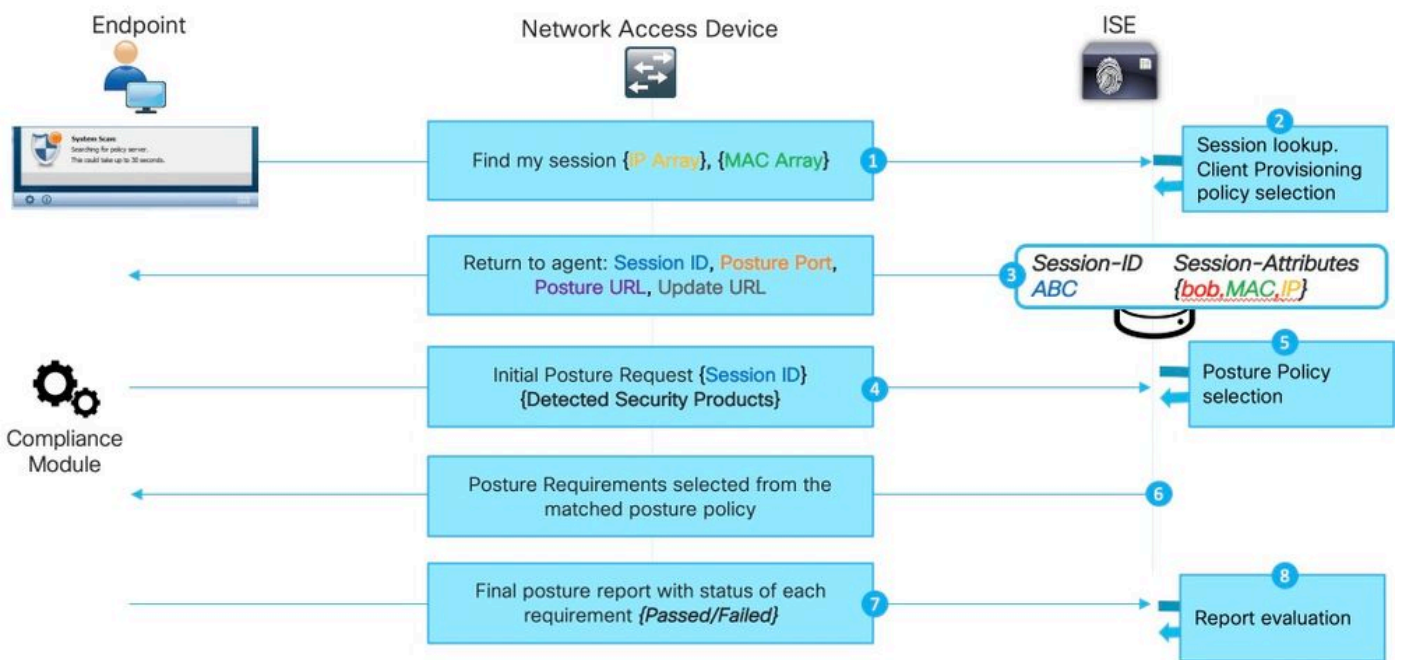 Endpoint
Network Access Device
ISE
System Scan:
Searching for policy server.
This could take up to 30 seconds.
Find my session {IP Array}, {MAC Array}
1
2
Session lookup.
Client Provisioning
policy selection
Return to agent: Session ID, Posture Port,
Posture URL, Update URL
3
Session-ID Session-Attributes
ABC {bob,MAC,IP}
Compliance
Module
Initial Posture Request {Session ID}
{Detected Security Products}
4
5
Posture Policy
selection
Posture Requirements selected from the
matched posture policy
6
Final posture report with status of each
requirement {Passed/Failed}
7
8
Report evaluation